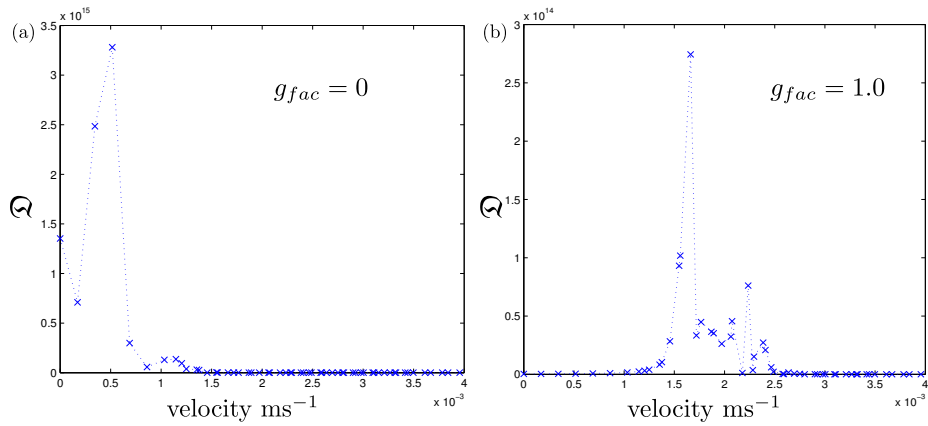 (a)
x 10^15
3.5
3
2.5
2
1.5
1
0.5
0
𝔇
g_fac = 0
0 0.5 1 1.5 2 2.5 3 3.5 4
x 10^-3
velocity ms^-1
(b)
x 10^14
3
2.5
2
1.5
1
0.5
0
𝔇
g_fac = 1.0
0 0.5 1 1.5 2 2.5 3 3.5 4
x 10^-3
velocity ms^-1